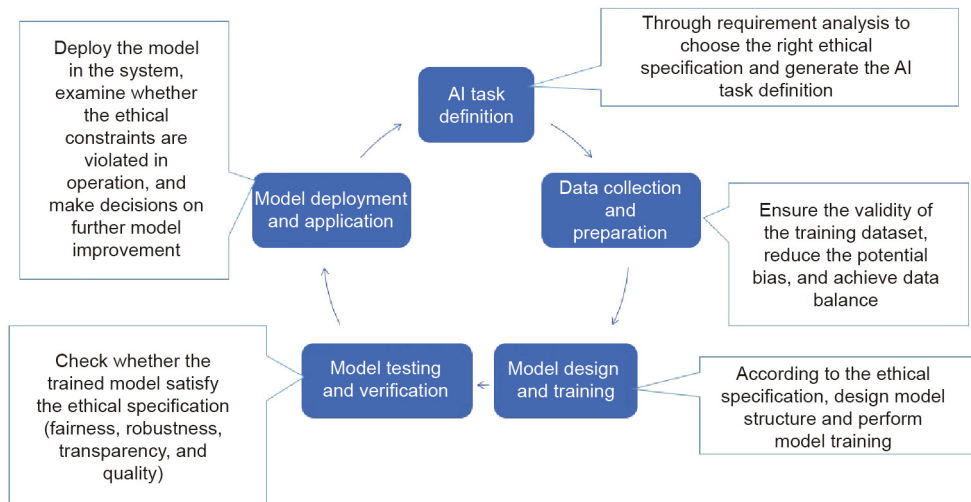 Through requirement analysis to
choose the right ethical
specification and generate the AI
task definition
AI task
definition
Deploy the model
in the system,
examine whether
the ethical
constraints are
violated in
operation, and
make decisions on
further model
improvement
Model deployment
and application
Data collection
and
preparation
Ensure the validity of
the training dataset,
reduce the potential
bias, and achieve data
balance
Check whether the
trained model satisfy
the ethical specification
(fairness, robustness,
transparency, and
quality)
Model testing
and verification
Model design
and training
According to the ethical
specification, design model
structure and perform
model training